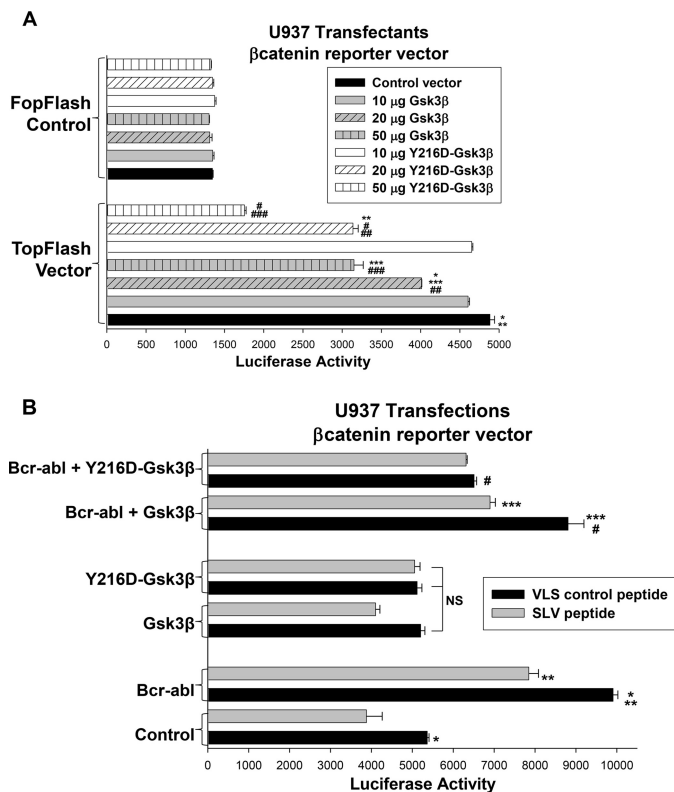 A
U937 Transfectants
βcatenin reporter vector
FopFlash
Control
Control vector
10 μg Gsk3β
20 μg Gsk3β
50 μg Gsk3β
10 μg Y216D-Gsk3β
20 μg Y216D-Gsk3β
50 μg Y216D-Gsk3β
TopFlash
Vector
#
###
**
#
##
***
###
*
***
##
*
**
0 500 1000 1500 2000 2500 3000 3500 4000 4500 5000
Luciferase Activity
B
U937 Transfections
βcatenin reporter vector
Bcr-abl + Y216D-Gsk3β
#
Bcr-abl + Gsk3β
***
***
#
Y216D-Gsk3β
NS
Gsk3β
VLS control peptide
SLV peptide
Bcr-abl
**
*
**
Control
*
0 1000 2000 3000 4000 5000 6000 7000 8000 9000 10000
Luciferase Activity